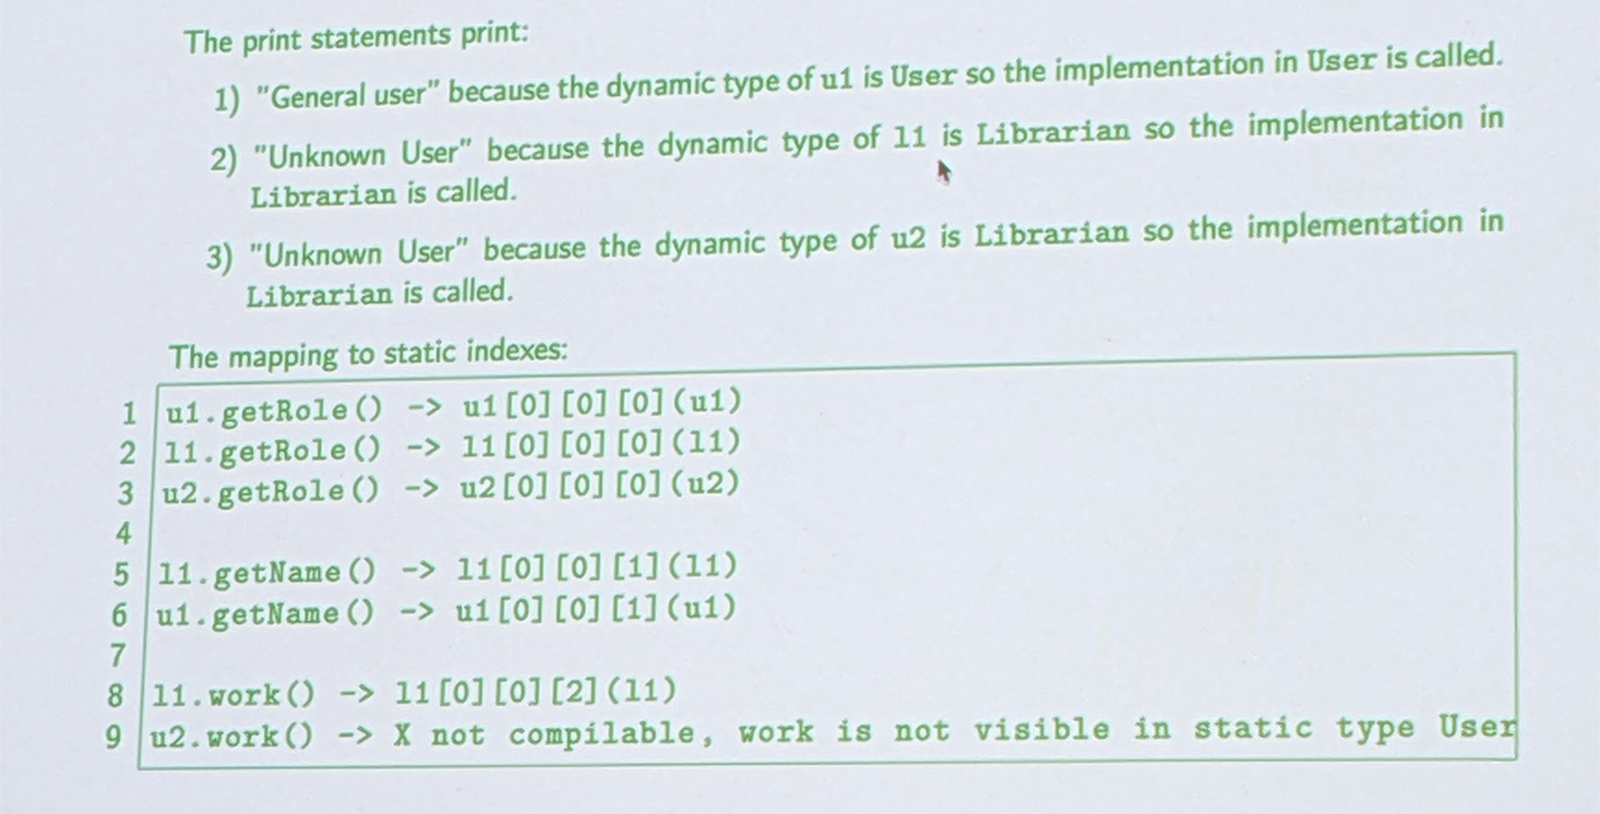 The print statements print:
1) "General user" because the dynamic type of u1 is User so the implementation in User is called.
2) "Unknown User" because the dynamic type of l1 is Librarian so the implementation in
Librarian is called.
3) "Unknown User" because the dynamic type of u2 is Librarian so the implementation in
Librarian is called.
The mapping to static indexes:
1 u1.getRole() -> u1[0][0][0](u1)
2 l1.getRole() -> l1[0][0][0](l1)
3 u2.getRole() -> u2[0][0][0](u2)
4
5 l1.getName() -> l1[0][0][1](l1)
6 u1.getName() -> u1[0][0][1](u1)
7
8 l1.work() -> l1[0][0][2](l1)
9 u2.work() -> X not compilable, work is not visible in static type User